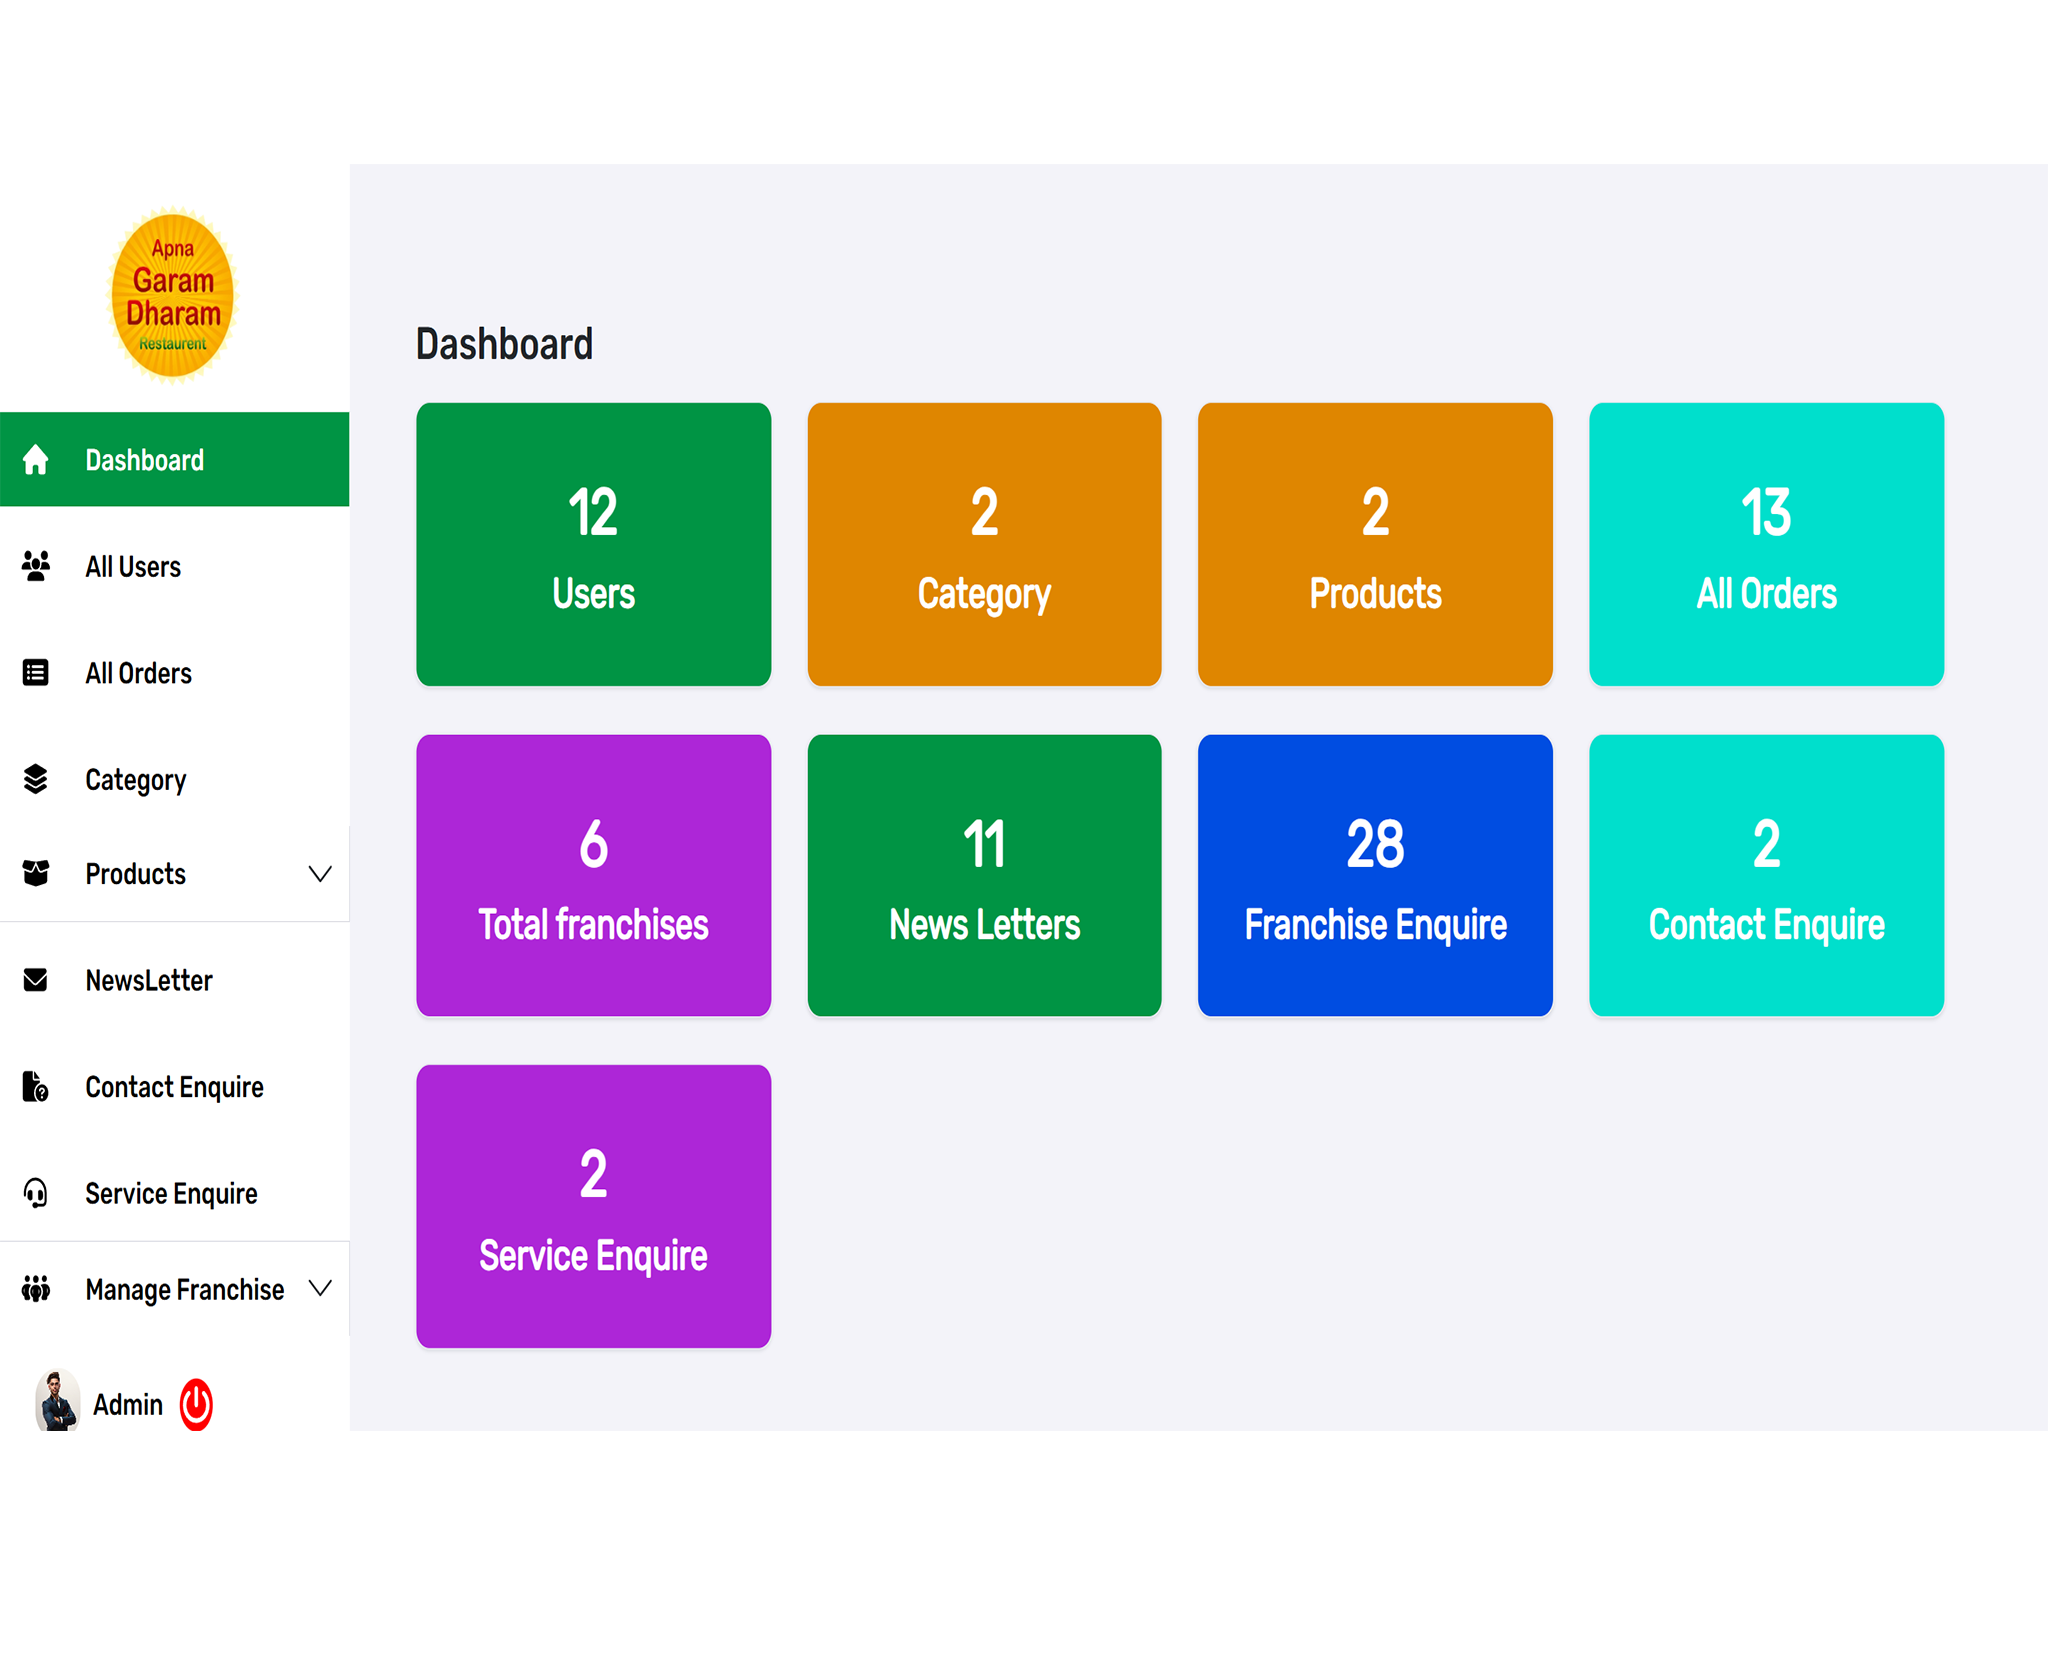 Apna
Garam
Dharam
Restaurent
Dashboard
All Users
All Orders
Category
Products
NewsLetter
Contact Enquire
Service Enquire
Manage Franchise
Admin
Dashboard
12
Users
2
Category
2
Products
13
All Orders
6
Total franchises
11
News Letters
28
Franchise Enquire
2
Contact Enquire
2
Service Enquire